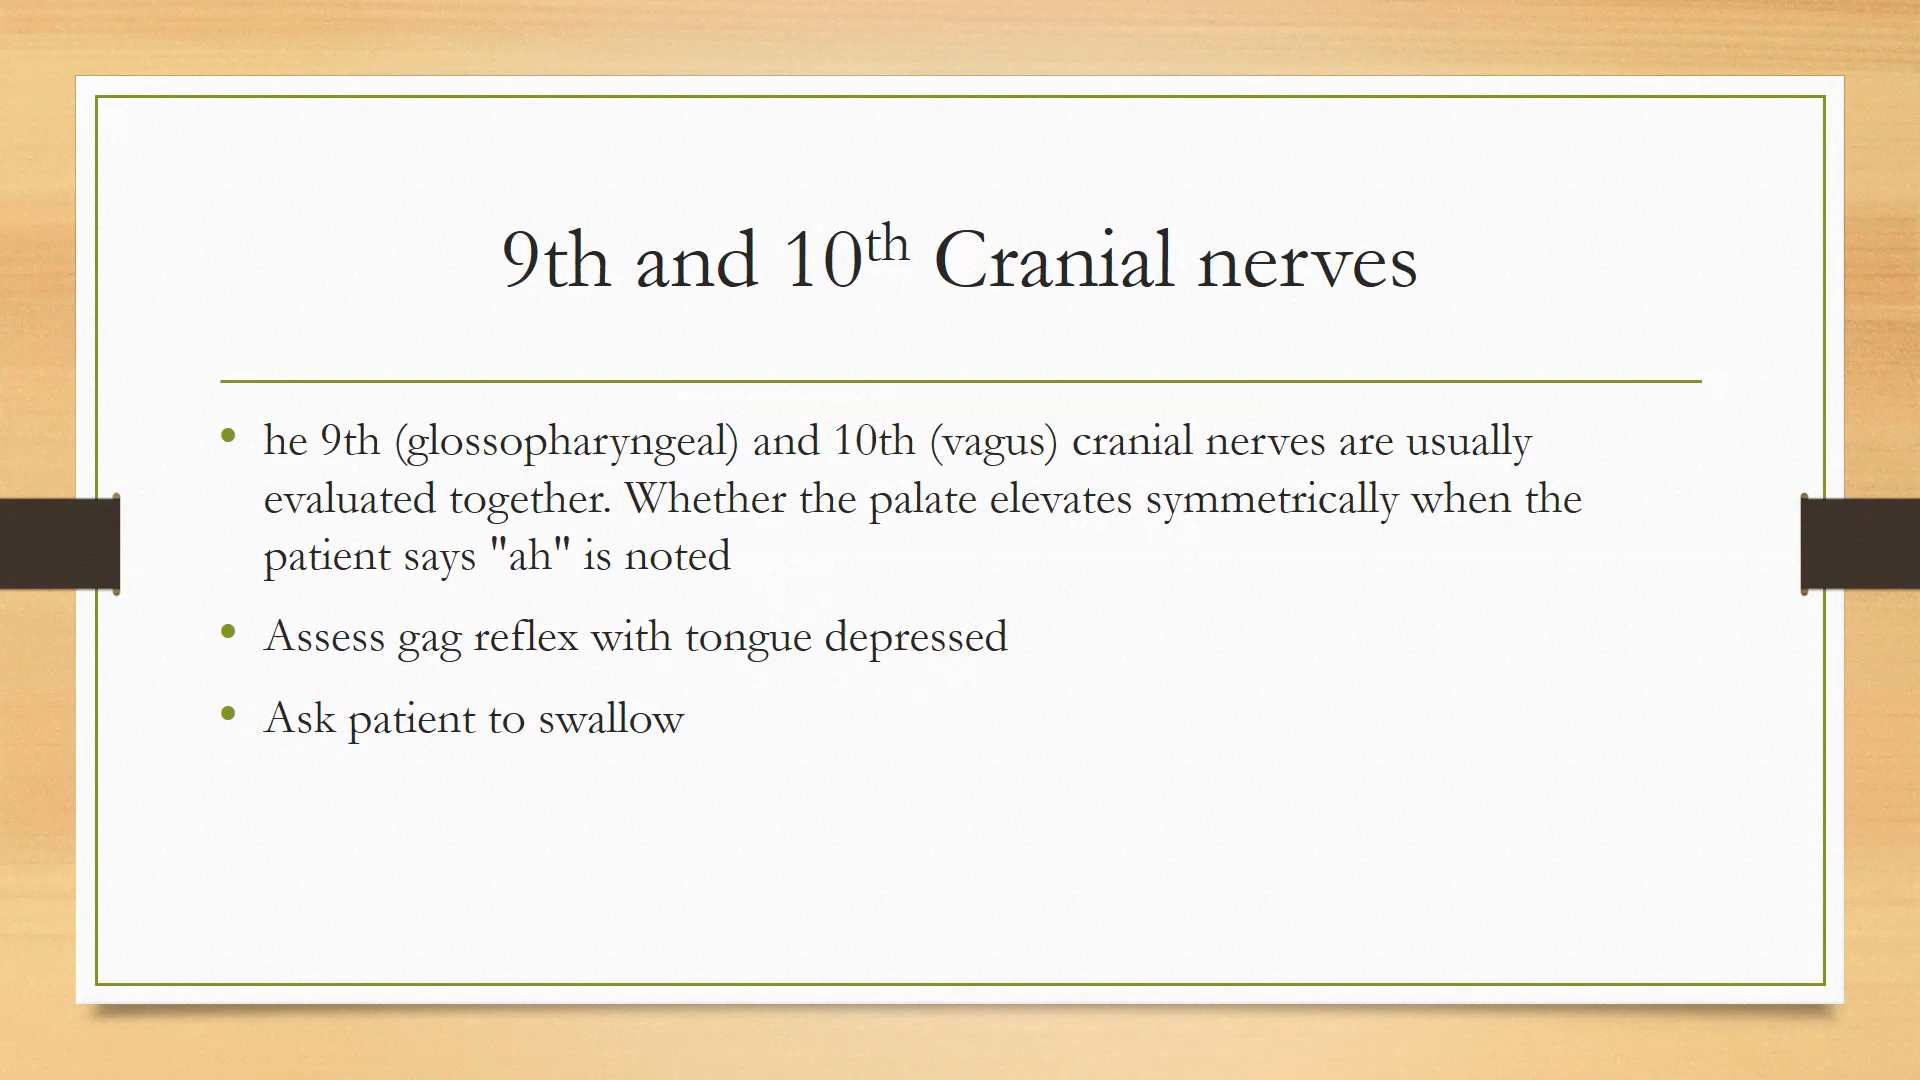 9th and 10th Cranial nerves
• he 9th (glossopharyngeal) and 10th (vagus) cranial nerves are usually
evaluated together. Whether the palate elevates symmetrically when the
patient says "ah" is noted
• Assess gag reflex with tongue depressed
• Ask patient to swallow